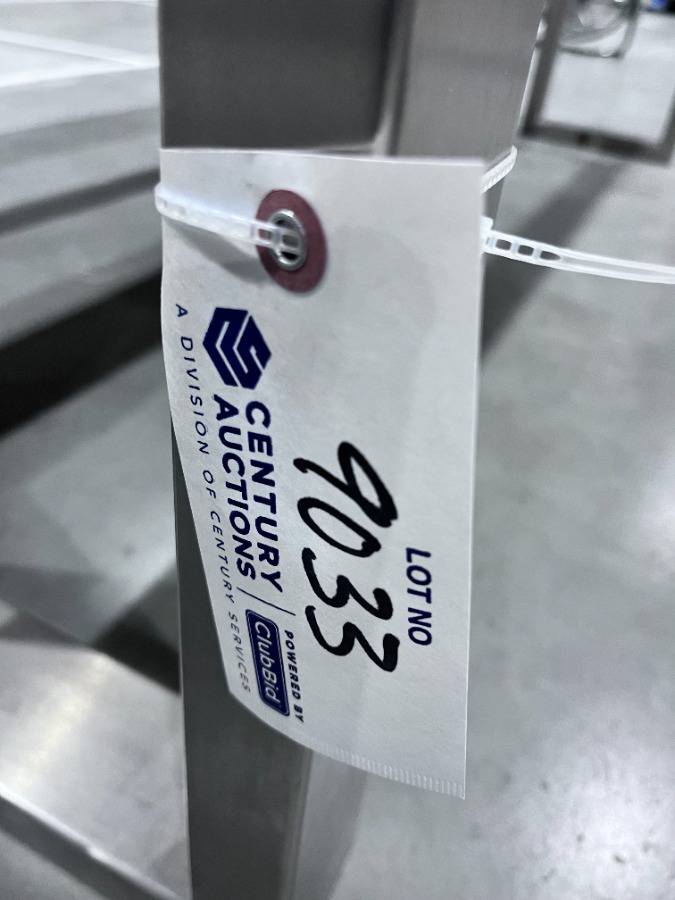 LOT NO
9033
CENTURY
AUCTIONS
A DIVISION OF CENTURY SERVICES
POWERED BY
ClubBid